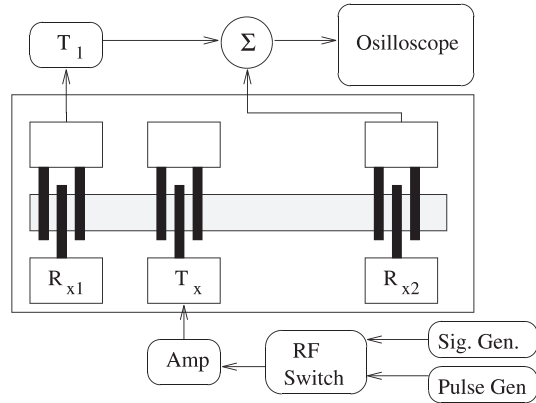 T 1
Σ
Osilloscope
R x1
T x
R x2
Amp
RF
Switch
Sig. Gen.
Pulse Gen